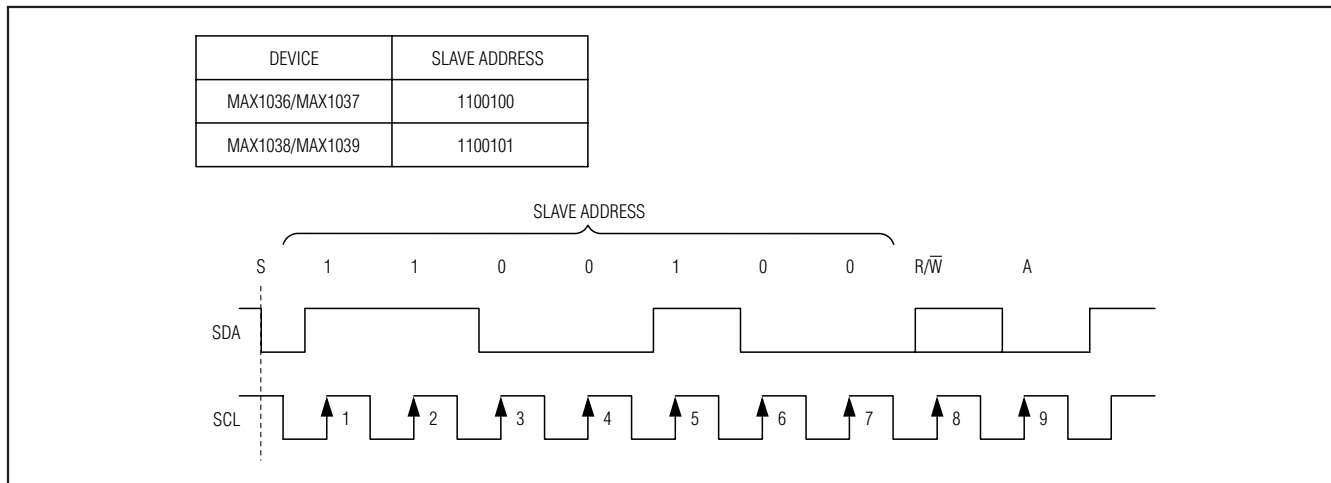 DEVICE SLAVE ADDRESS
MAX1036/MAX1037 1100100
MAX1038/MAX1039 1100101
SLAVE ADDRESS
S 1 1 0 0 1 0 0 R/W̅ A
SDA
SCL 1 2 3 4 5 6 7 8 9